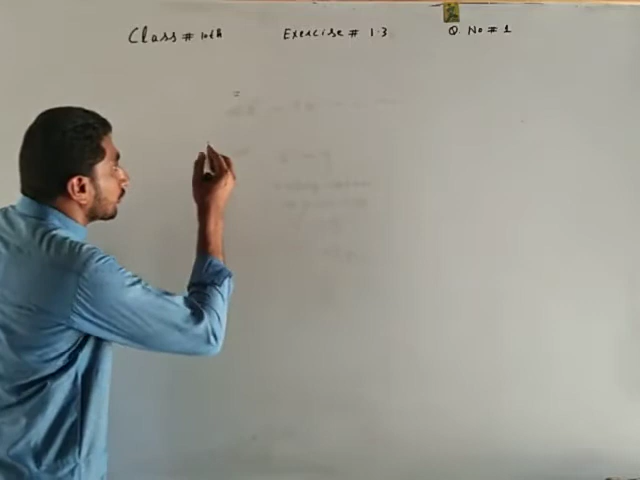 Class # 10th Exercise # 1.3 Q. No # 1
=